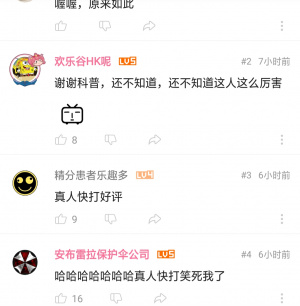 喔喔，原来如此
欢乐谷HK呢 LV5 #2 7小时前
谢谢科普，还不知道，还不知道这人这么厉害
8
精分患者乐趣多 LV4 #3 6小时前
真人快打好评
9
安布雷拉保护伞公司 LV5 #4 6小时前
哈哈哈哈哈哈哈真人快打笑死我了
16